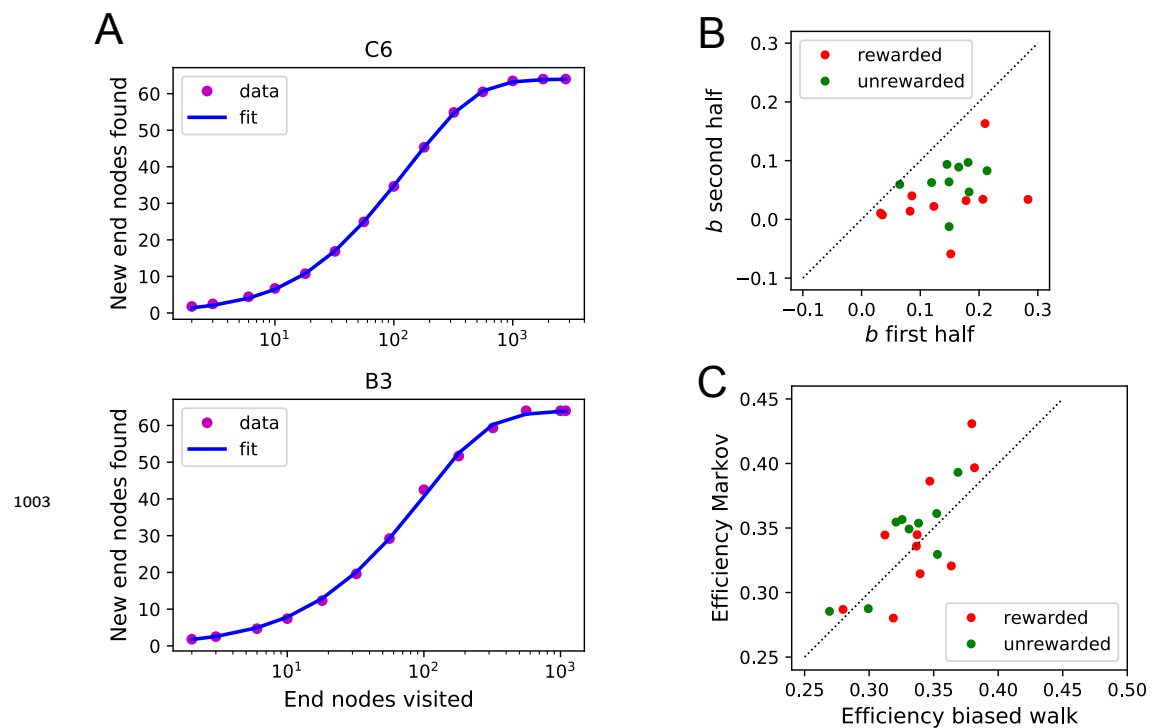 A
C6
New end nodes found
60
50
40
30
20
10
0
data
fit
10¹
10²
10³
B3
New end nodes found
60
50
40
30
20
10
0
data
fit
10¹
10²
10³
End nodes visited
1003
B
b second half
0.3
0.2
0.1
0.0
−0.1
rewarded
unrewarded
−0.1 0.0 0.1 0.2 0.3
b first half
C
Efficiency Markov
0.45
0.40
0.35
0.30
0.25
rewarded
unrewarded
0.25 0.30 0.35 0.40 0.45 0.50
Efficiency biased walk